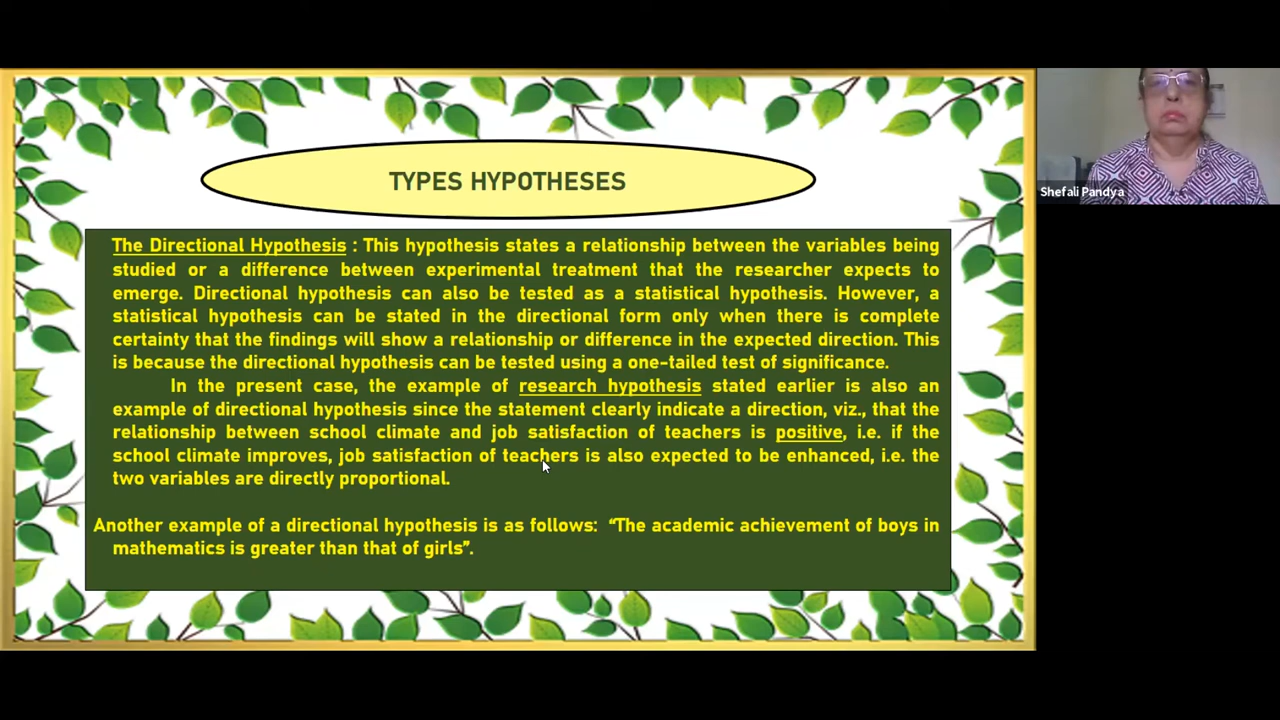 TYPES HYPOTHESES
The Directional Hypothesis : This hypothesis states a relationship between the variables being
studied or a difference between experimental treatment that the researcher expects to
emerge. Directional hypothesis can also be tested as a statistical hypothesis. However, a
statistical hypothesis can be stated in the directional form only when there is complete
certainty that the findings will show a relationship or difference in the expected direction. This
is because the directional hypothesis can be tested using a one-tailed test of significance.
In the present case, the example of research hypothesis stated earlier is also an
example of directional hypothesis since the statement clearly indicate a direction, viz., that the
relationship between school climate and job satisfaction of teachers is positive, i.e. if the
school climate improves, job satisfaction of teachers is also expected to be enhanced, i.e. the
two variables are directly proportional.
Another example of a directional hypothesis is as follows: “The academic achievement of boys in
mathematics is greater than that of girls”.
Shefali Pandya